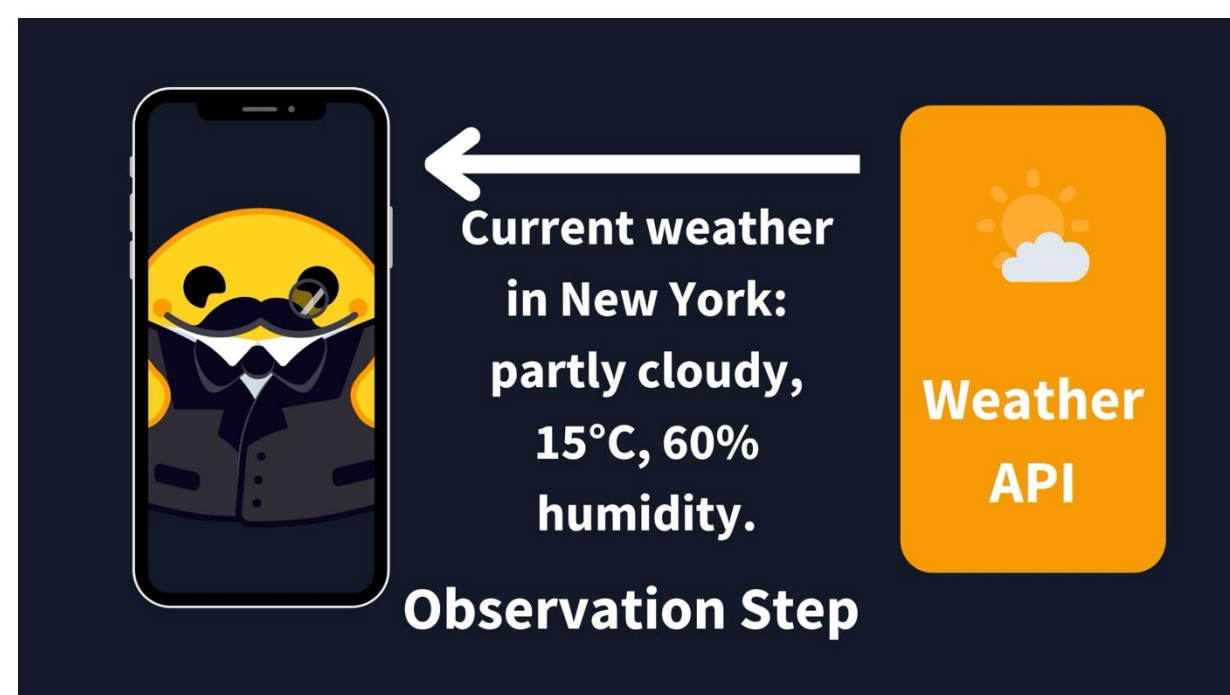 Current weather
in New York:
partly cloudy,
15°C, 60%
humidity.
Weather
API
Observation Step